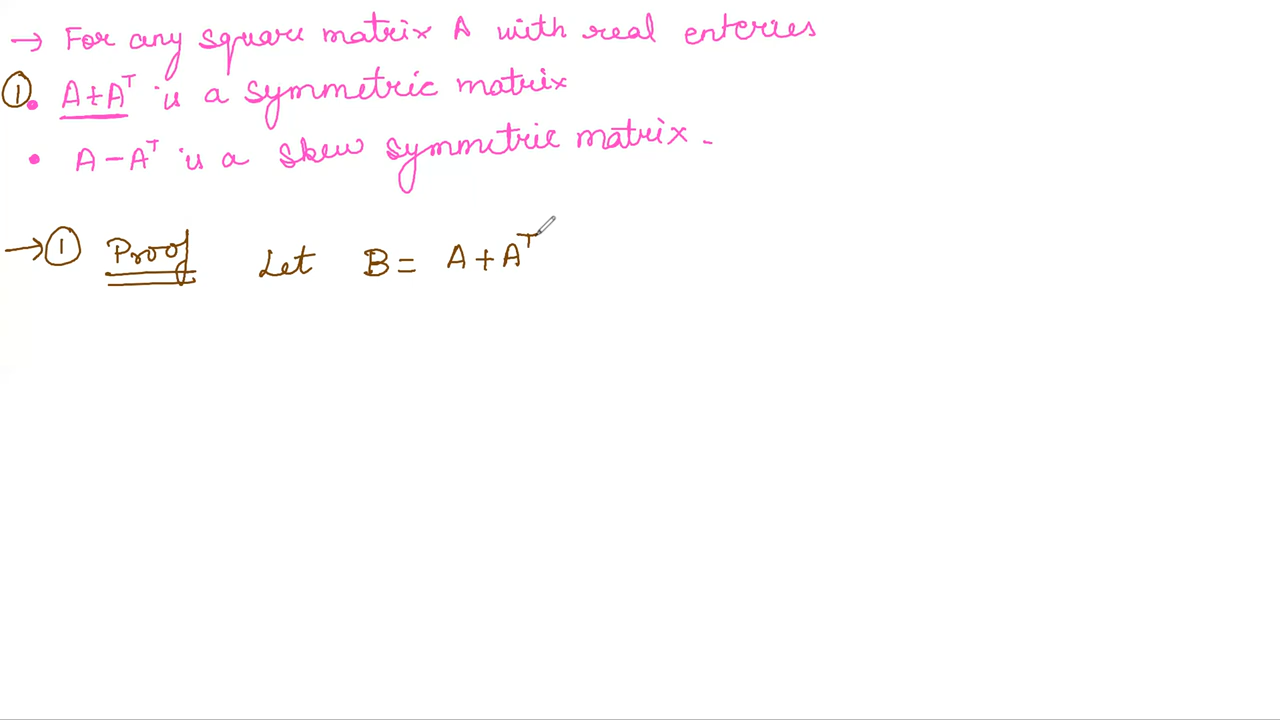 → For any square matrix A with real enteries
① • A+Aᵀ is a symmetric matrix
• A-Aᵀ is a skew symmetric matrix.
→ ① Proof Let B = A+Aᵀ